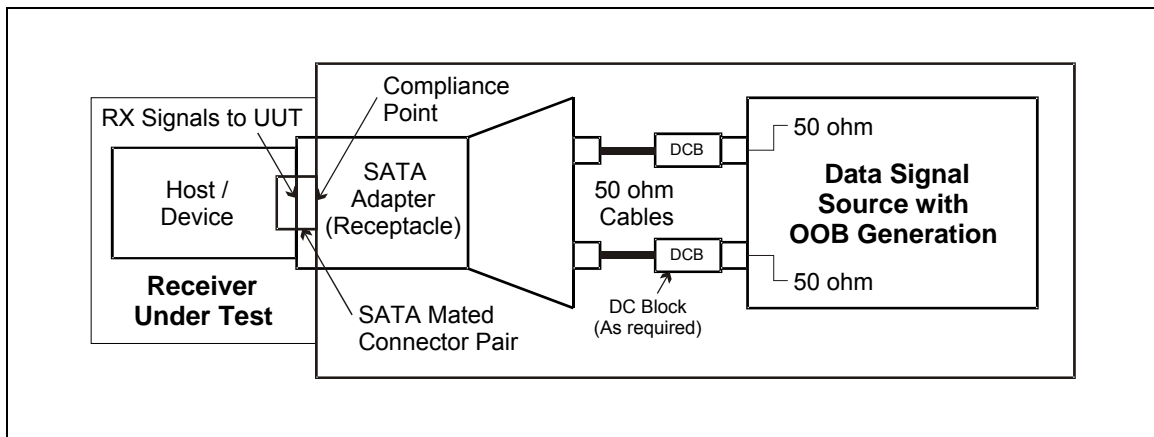 RX Signals to UUT
Compliance
Point
Host /
Device
SATA
Adapter
(Receptacle)
Receiver
Under Test
SATA Mated
Connector Pair
DCB
50 ohm
Cables
DCB
DC Block
(As required)
50 ohm
Data Signal
Source with
OOB Generation
50 ohm